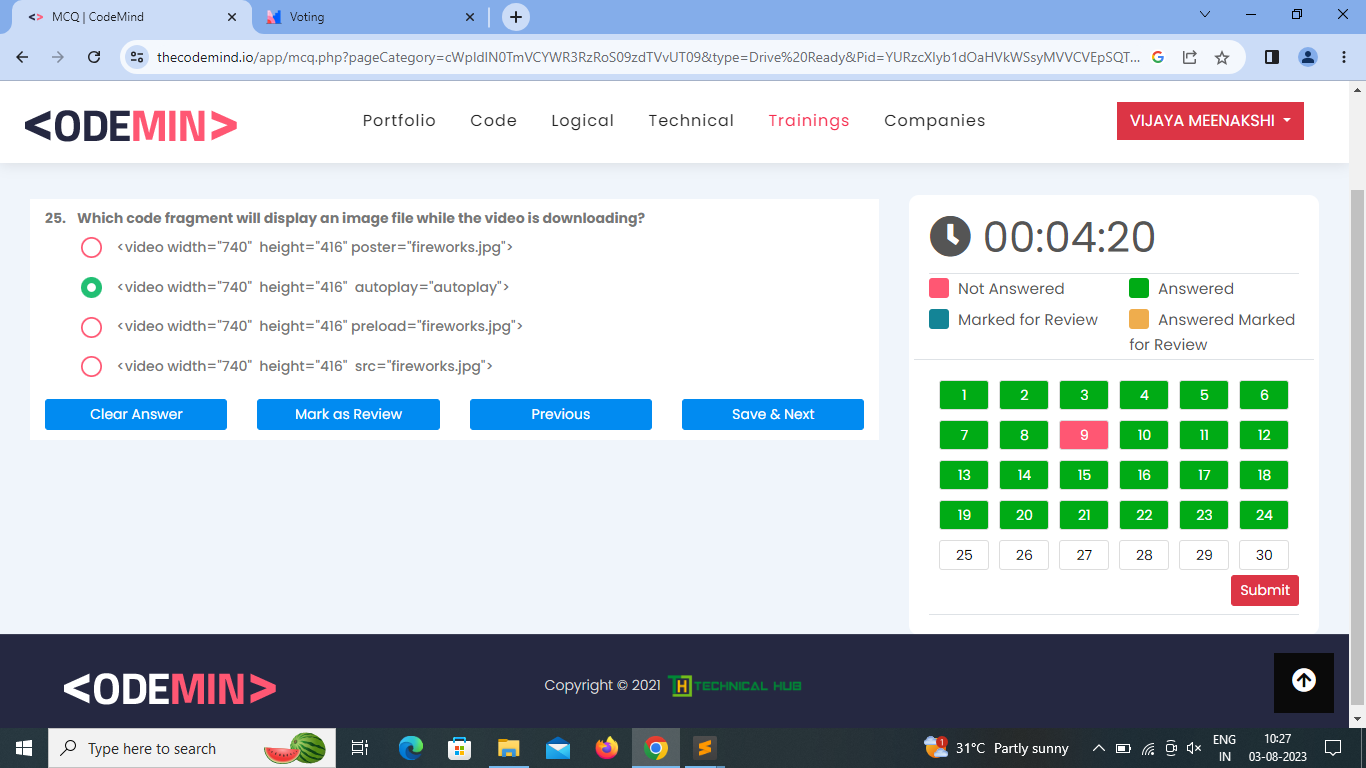 MCQ | CodeMind
Voting
thecodemind.io/app/mcq.php?pageCategory=cWpIdlN0TmVCYWR3RzRoS09zdTVvUT09&type=Drive%20Ready&Pid=YURzcXIyb1dOaHVkWSsyMVVCVEpSQT...
<ODEMIN>
Portfolio Code Logical Technical Trainings Companies
VIJAYA MEENAKSHI
25. Which code fragment will display an image file while the video is downloading?
<video width="740" height="416" poster="fireworks.jpg">
<video width="740" height="416" autoplay="autoplay">
<video width="740" height="416" preload="fireworks.jpg">
<video width="740" height="416" src="fireworks.jpg">
Clear Answer Mark as Review Previous Save & Next
00:04:20
Not Answered Answered
Marked for Review Answered Marked
for Review
1 2 3 4 5 6
7 8 9 10 11 12
13 14 15 16 17 18
19 20 21 22 23 24
25 26 27 28 29 30
Submit
<ODEMIN>
Copyright © 2021 TH TECHNICAL HUB
Type here to search
1
31°C Partly sunny
ENG
IN
10:27
03-08-2023